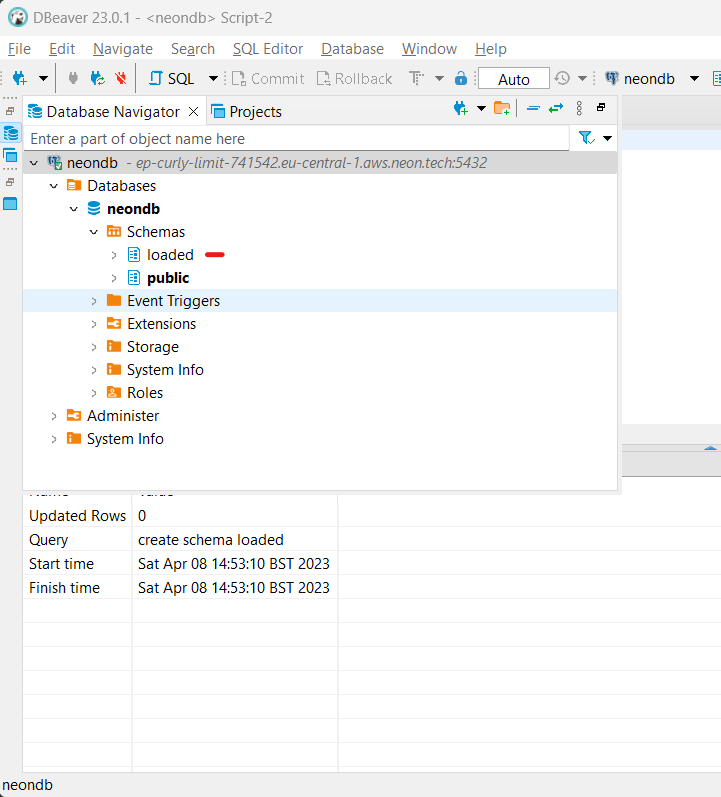 DBeaver 23.0.1 - <neondb> Script-2
File Edit Navigate Search SQL Editor Database Window Help
SQL Commit Rollback Auto neondb
Database Navigator Projects
Enter a part of object name here
neondb - ep-curly-limit-741542.eu-central-1.aws.neon.tech:5432
Databases
neondb
Schemas
loaded
public
Event Triggers
Extensions
Storage
System Info
Roles
Administer
System Info
Name Value
Updated Rows 0
Query create schema loaded
Start time Sat Apr 08 14:53:10 BST 2023
Finish time Sat Apr 08 14:53:10 BST 2023
neondb